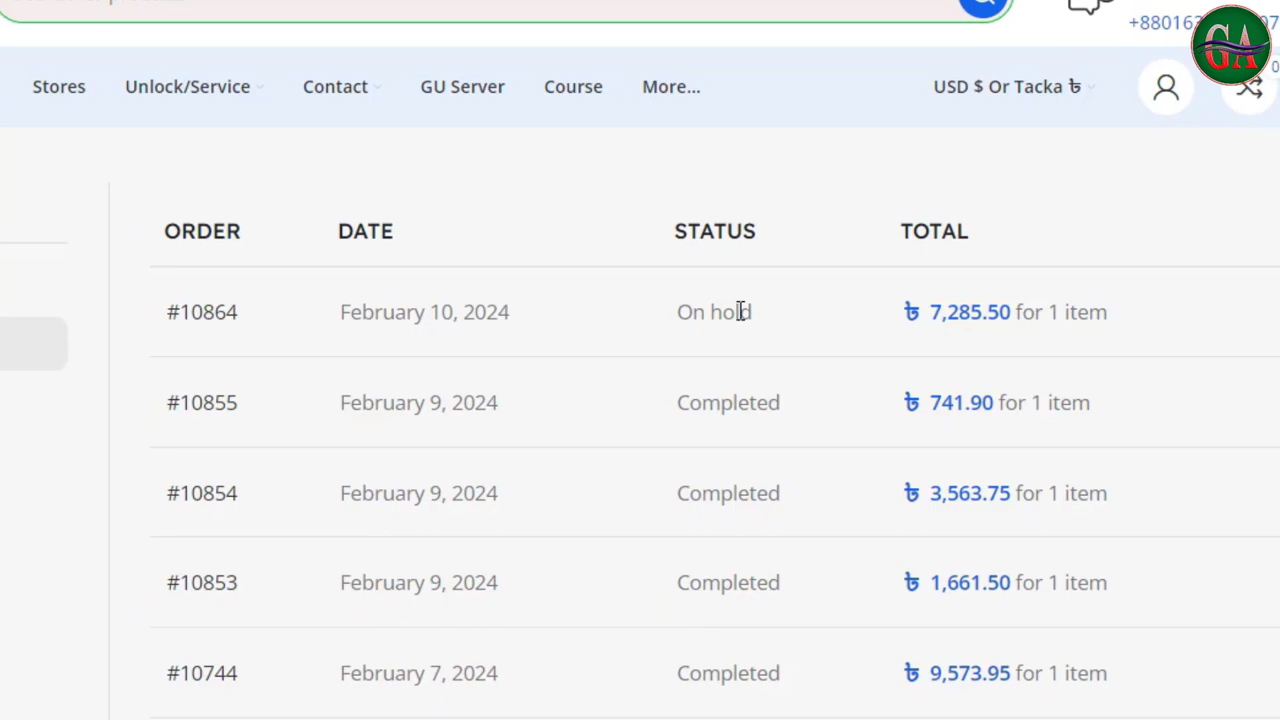 +88016
07
GA
0
Stores Unlock/Service Contact GU Server Course More... USD $ Or Tacka ৳
ORDER DATE STATUS TOTAL
#10864 February 10, 2024 On hold ৳ 7,285.50 for 1 item
#10855 February 9, 2024 Completed ৳ 741.90 for 1 item
#10854 February 9, 2024 Completed ৳ 3,563.75 for 1 item
#10853 February 9, 2024 Completed ৳ 1,661.50 for 1 item
#10744 February 7, 2024 Completed ৳ 9,573.95 for 1 item